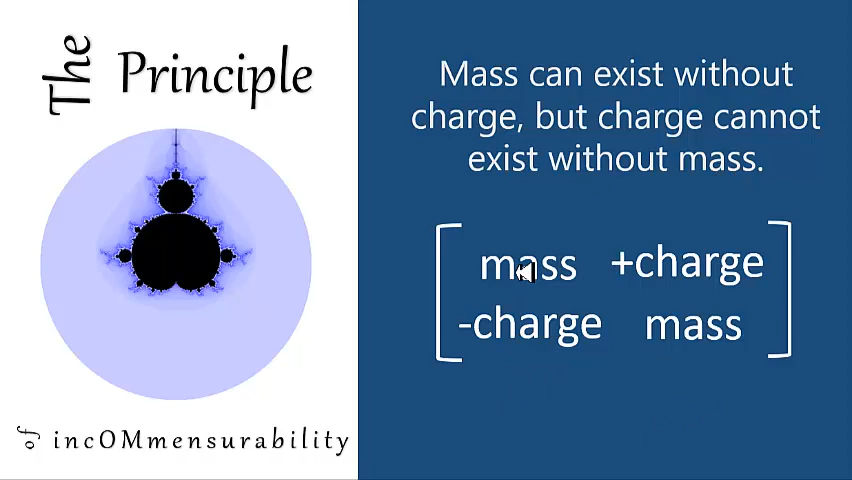 The Principle
of incOMmensurability
Mass can exist without
charge, but charge cannot
exist without mass.
mass +charge
-charge mass